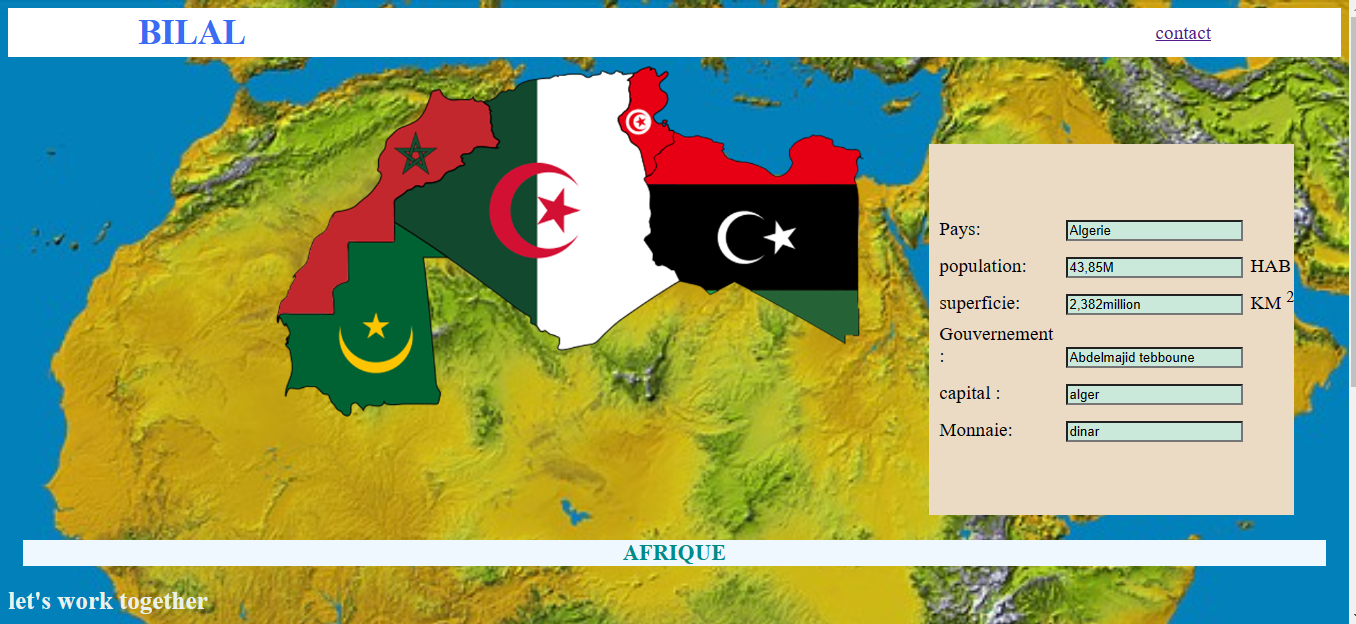 BILAL
contact
Pays: Algerie
population: 43,85M HAB
superficie: 2,382million KM 2
Gouvernement
: Abdelmajid tebboune
capital : alger
Monnaie: dinar
AFRIQUE
let's work together